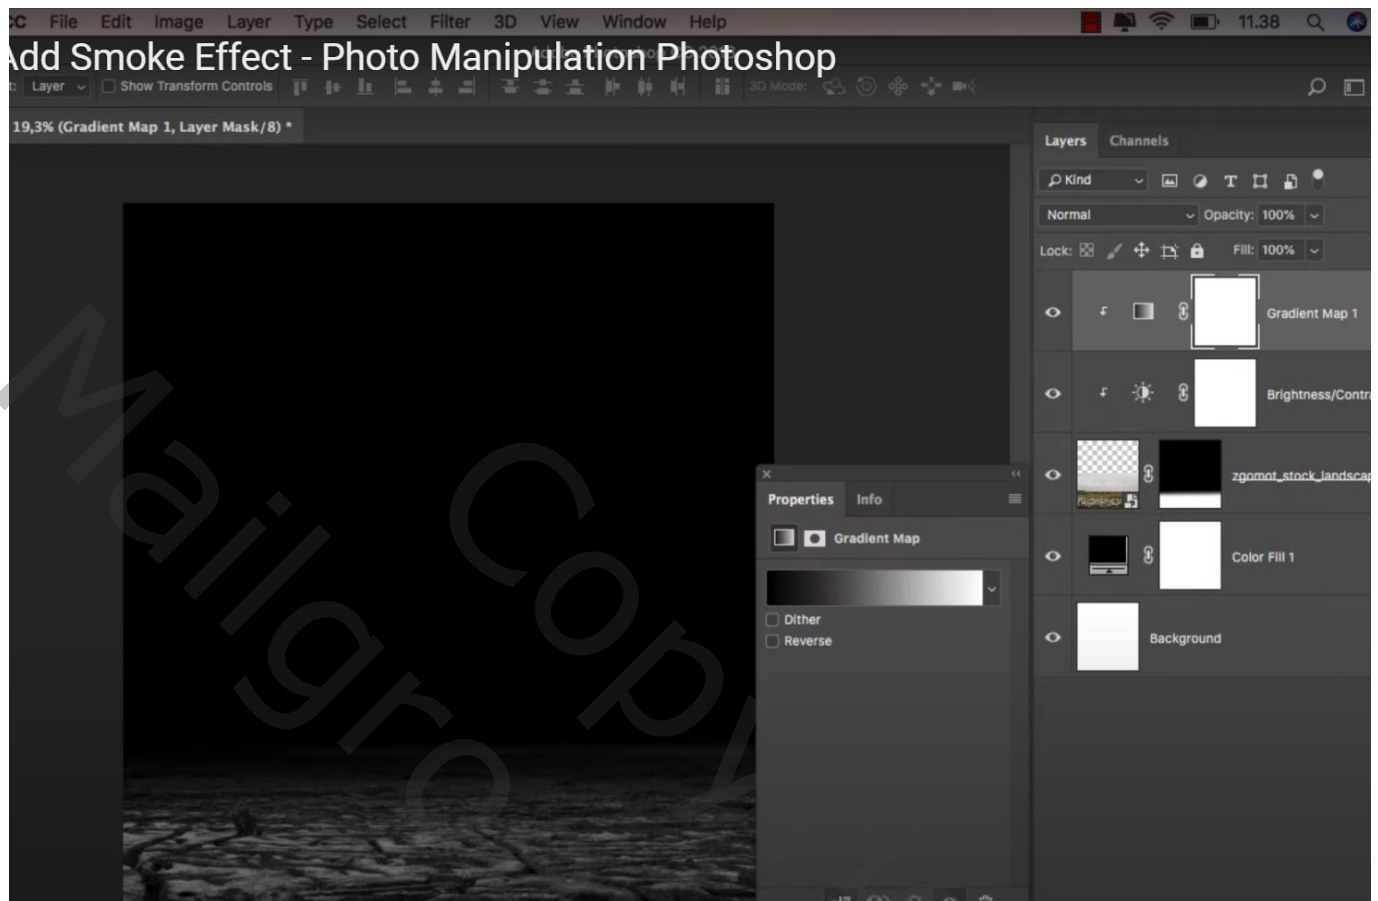 CC File Edit Image Layer Type Select Filter 3D View Window Help 11.38
Add Smoke Effect - Photo Manipulation Photoshop
Layer Show Transform Controls 3D Mode:
19,3% (Gradient Map 1, Layer Mask/8) *
Layers Channels
Kind
Normal Opacity: 100%
Lock: Fill: 100%
Gradient Map 1
Brightness/Contra
zgomot_stock_landscap
Color Fill 1
Background
Properties Info
Gradient Map
Dither
Reverse
Mailgro
Copy